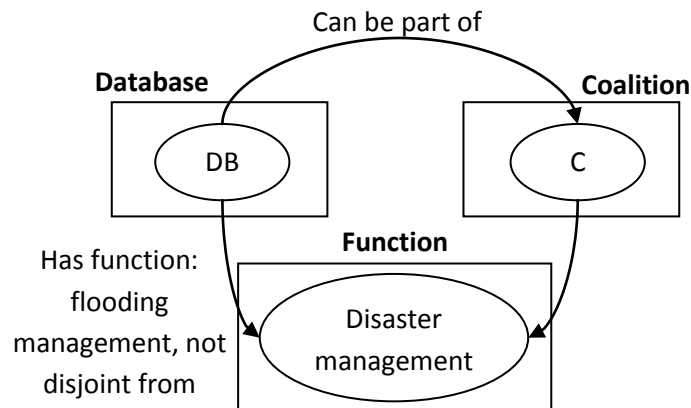 Can be part of
Database
Coalition
DB
C
Function
Has function:
flooding
management, not
disjoint from
Disaster
management